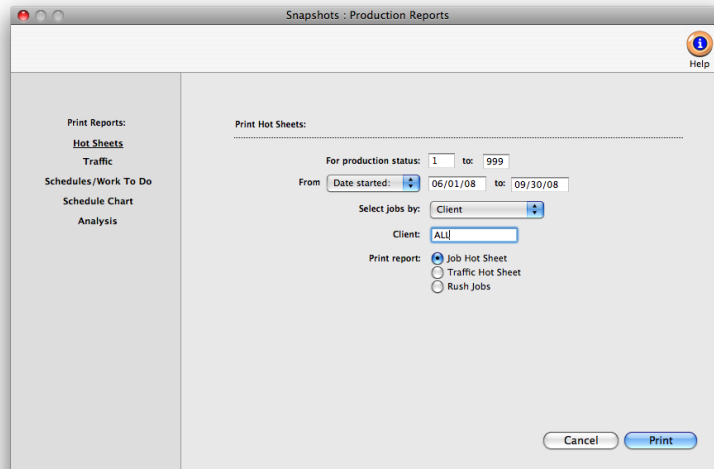 Snapshots : Production Reports
Help
Print Reports:
Hot Sheets
Traffic
Schedules/Work To Do
Schedule Chart
Analysis
Print Hot Sheets:
For production status: 1 to: 999
From Date started: 06/01/08 to: 09/30/08
Select jobs by: Client
Client: ALL
Print report: Job Hot Sheet
Traffic Hot Sheet
Rush Jobs
Cancel Print